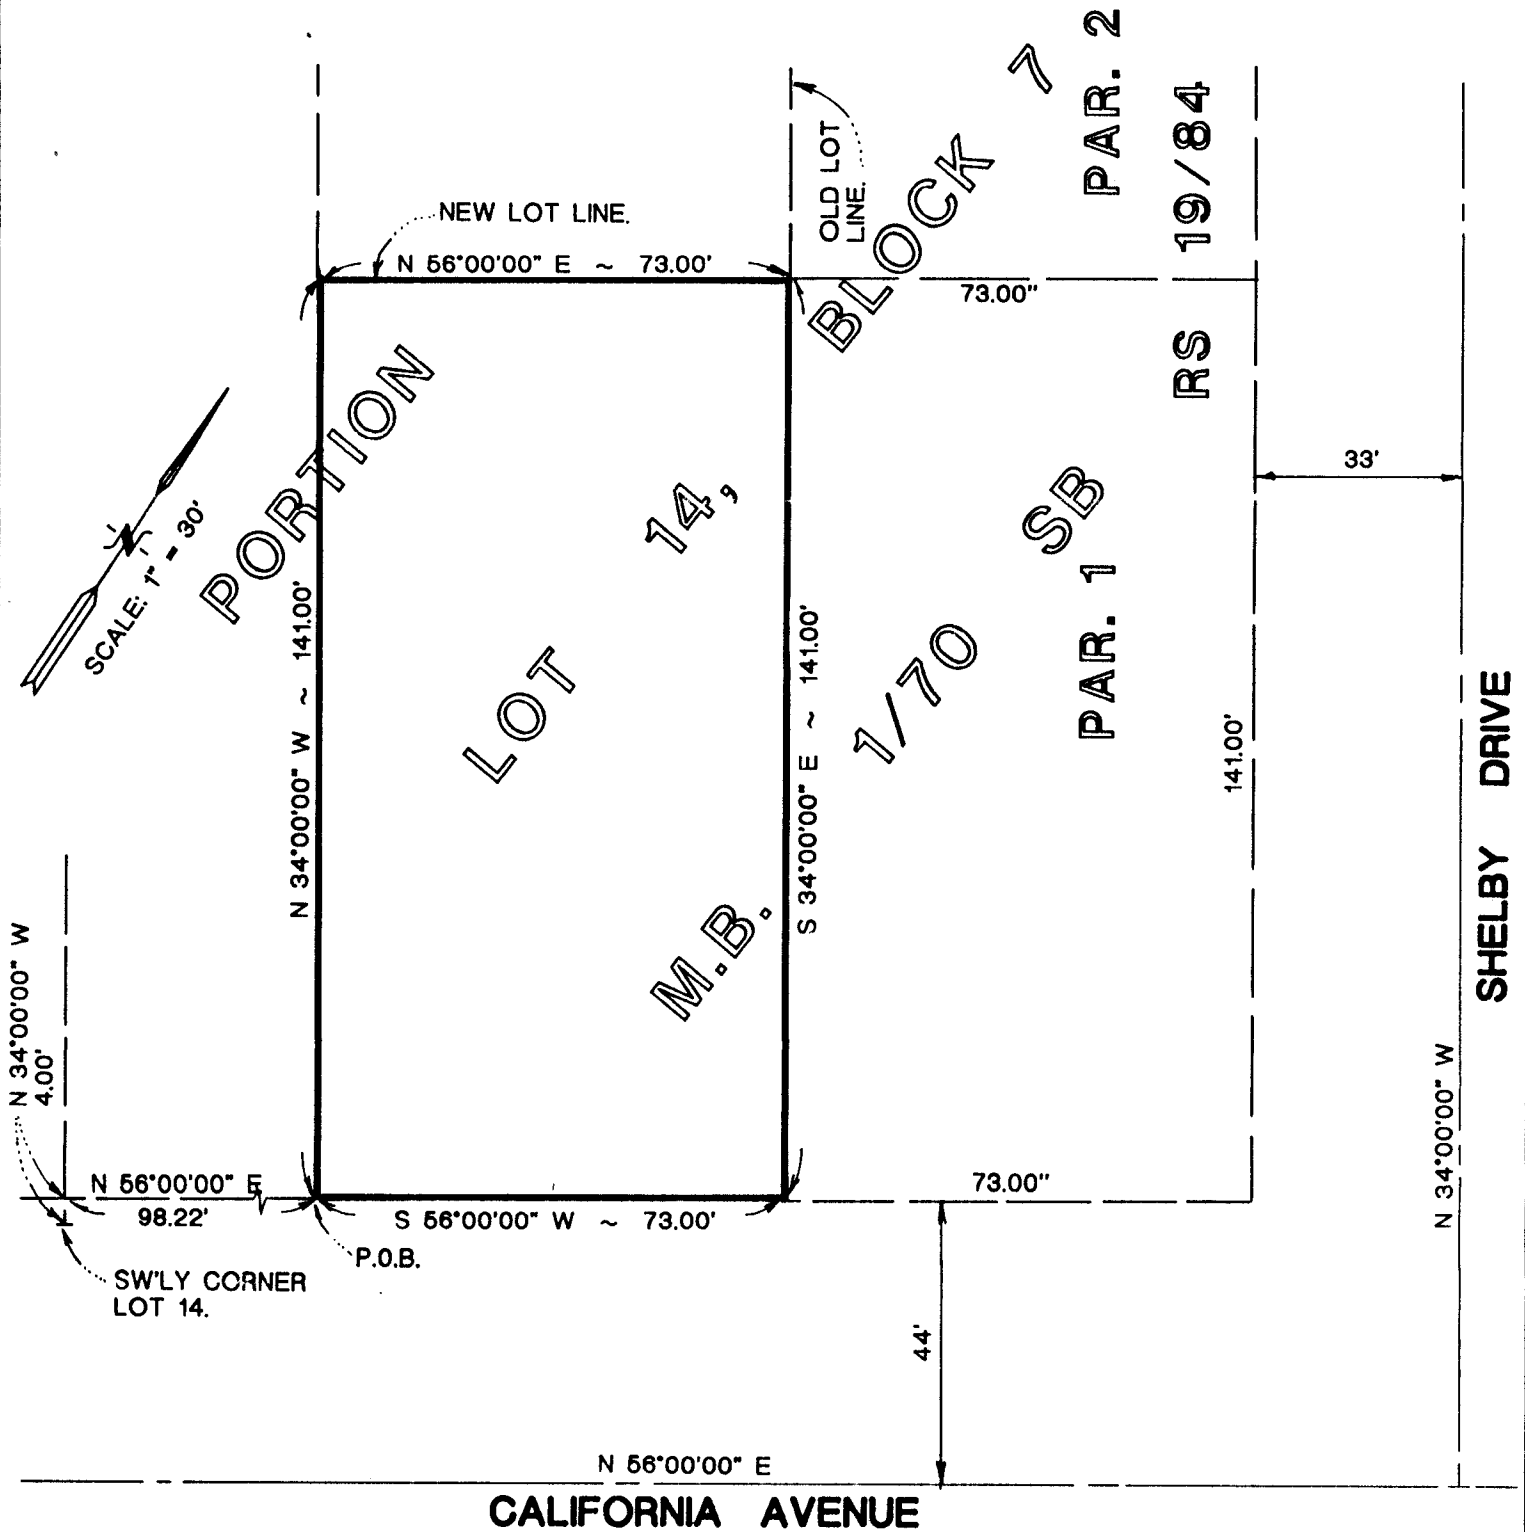 PAR. 2
BLOCK 7
RS 19/84
OLD LOT
LINE.
NEW LOT LINE.
N 56°00'00" E ~ 73.00'
73.00"
PORTION
LOT 14,
33'
SCALE: 1" = 30'
N 34°00'00" W ~ 141.00'
S 34°00'00" E ~ 141.00'
M.B. 1/70 SB
PAR. 1
141.00'
SHELBY DRIVE
N 34°00'00" W
4.00'
N 34°00'00" W
N 56°00'00" E
98.22'
S 56°00'00" W ~ 73.00'
73.00"
P.O.B.
SW'LY CORNER
LOT 14.
44'
N 56°00'00" E
CALIFORNIA AVENUE